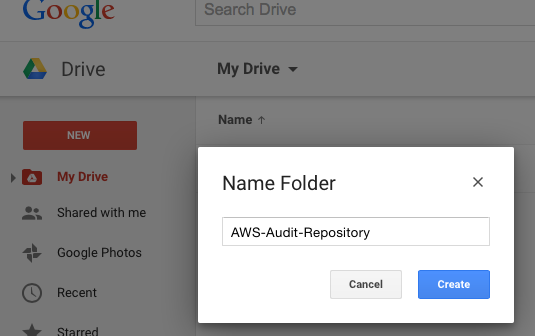 Google
Search Drive
Drive
My Drive
Name ↑
NEW
My Drive
Shared with me
Google Photos
Recent
Starred
Name Folder
AWS-Audit-Repository
Cancel
Create